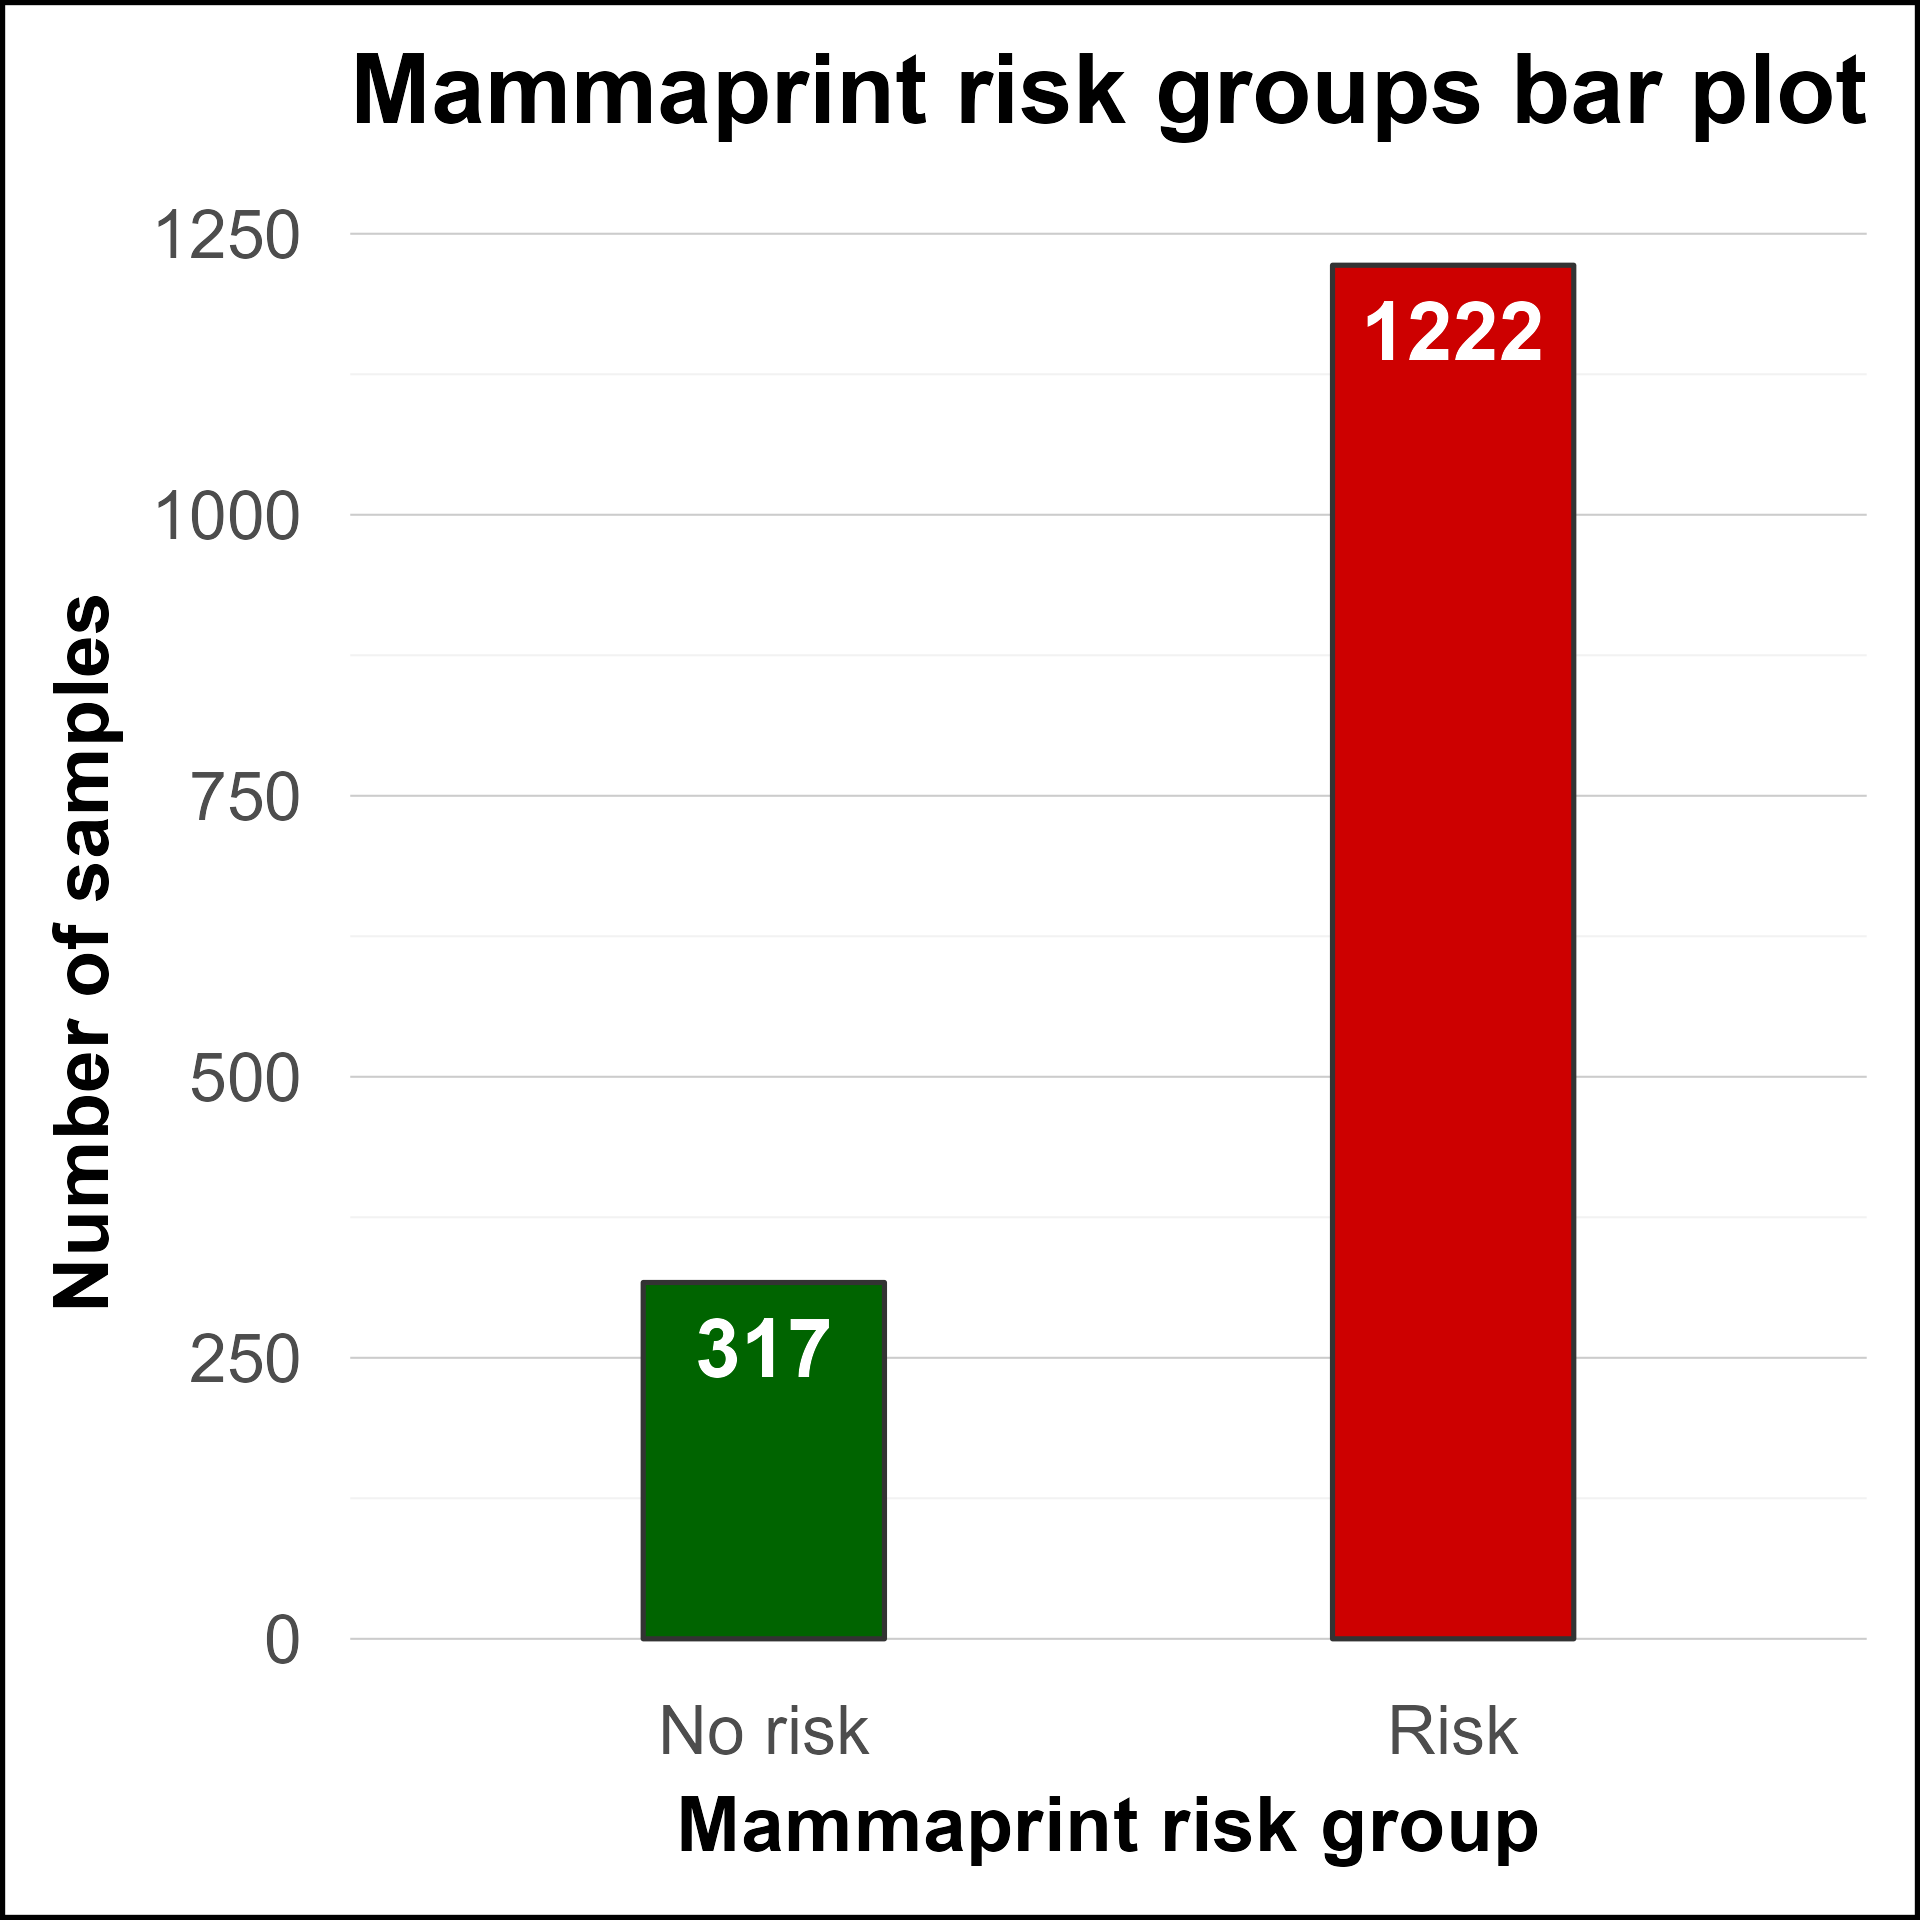 Mammaprint risk groups bar plot
1250
1000
750
500
250
0
Number of samples
1222
317
No risk
Risk
Mammaprint risk group